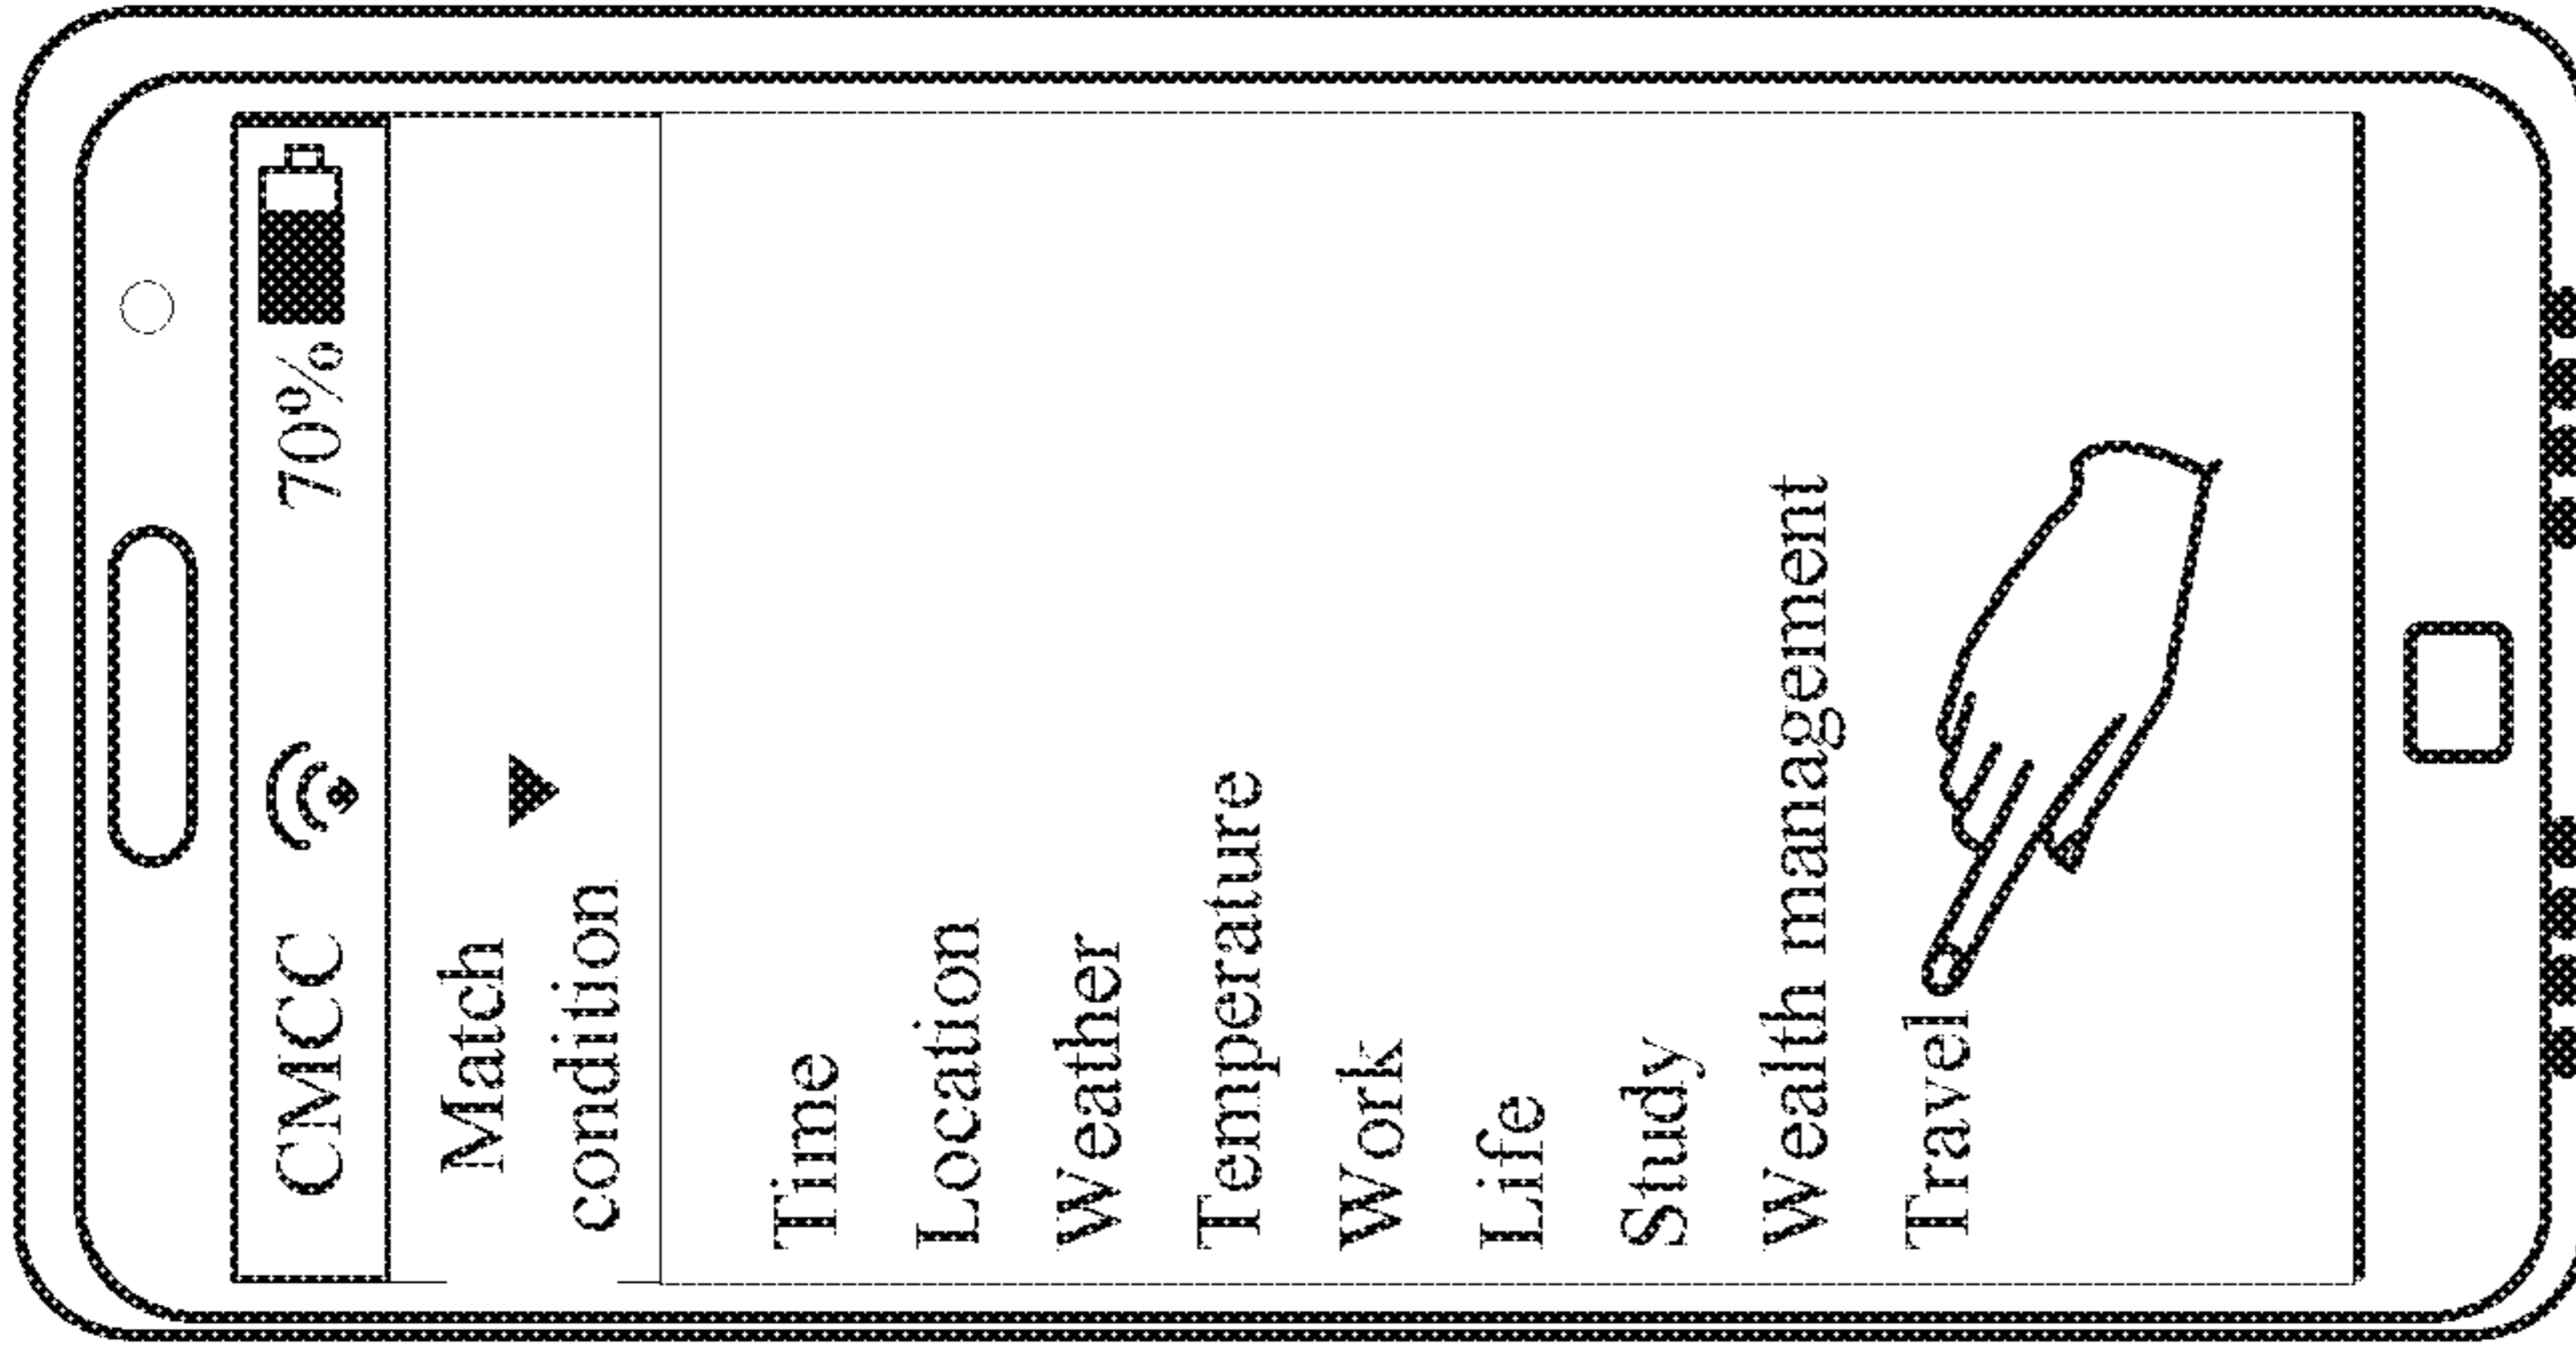 CMCC 70%
Match
condition
Time
Location
Weather
Temperature
Work
Life
Study
Wealth management
Travel